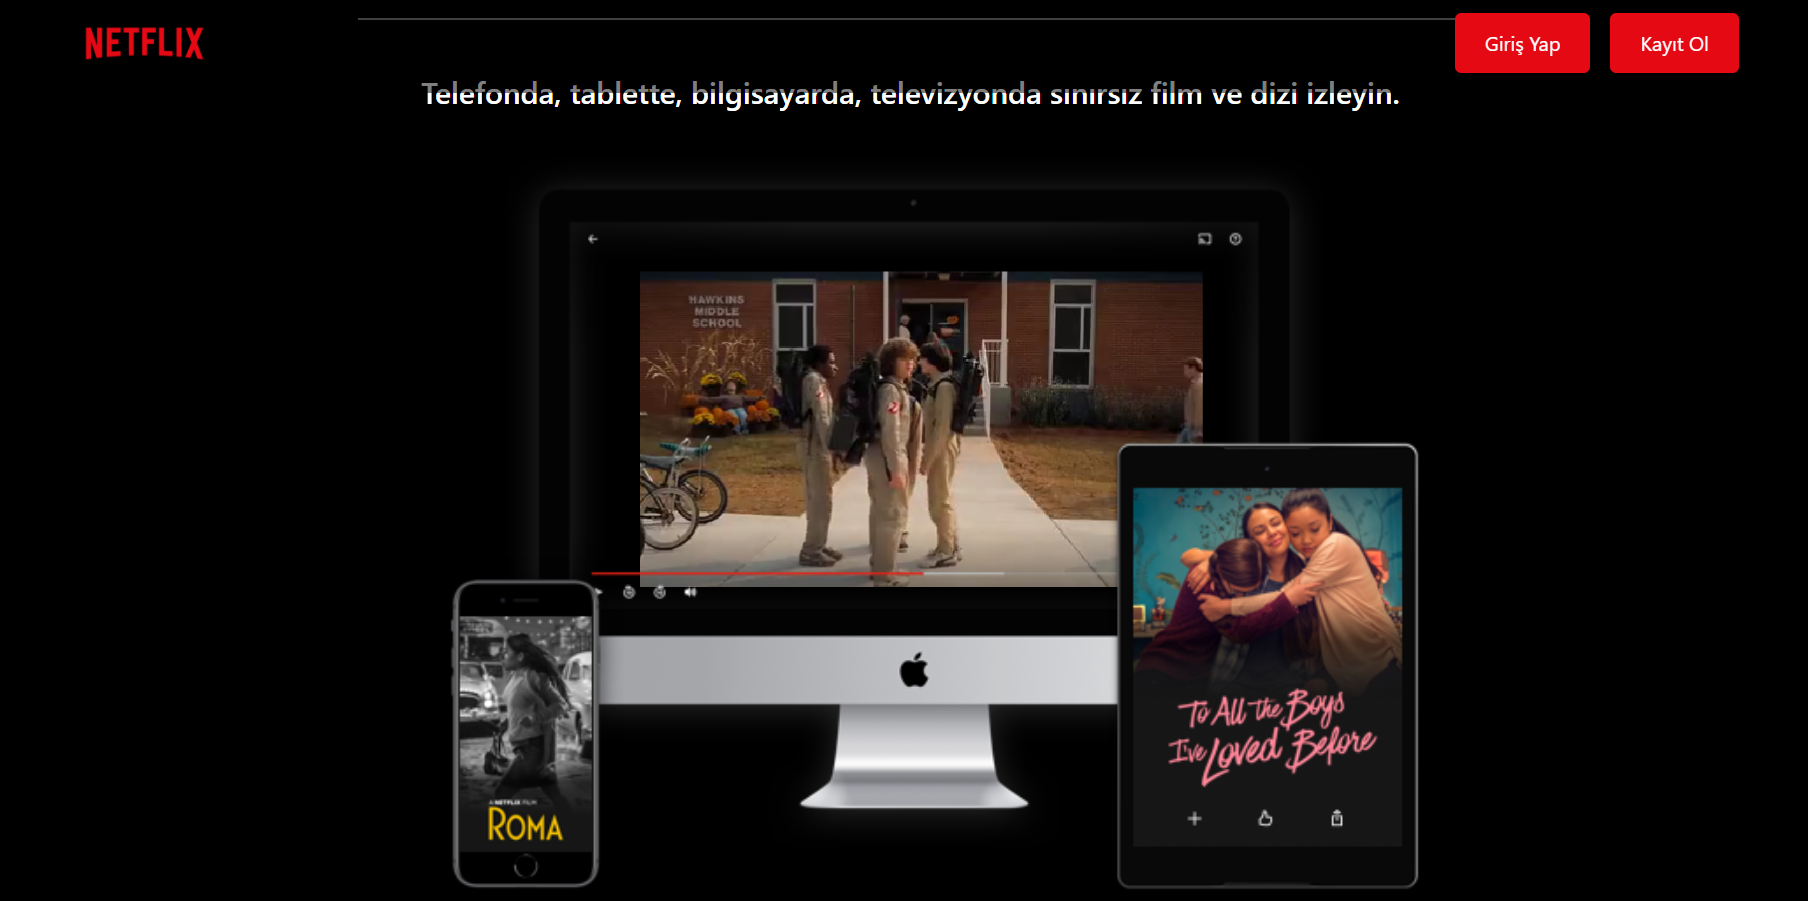 NETFLIX
Giriş Yap
Kayıt Ol
Telefonda, tablette, bilgisayarda, televizyonda sınırsız film ve dizi izleyin.
HAWKINS
MIDDLE
SCHOOL
To All the Boys
I've Loved Before
A NETFLIX FILM
ROMA